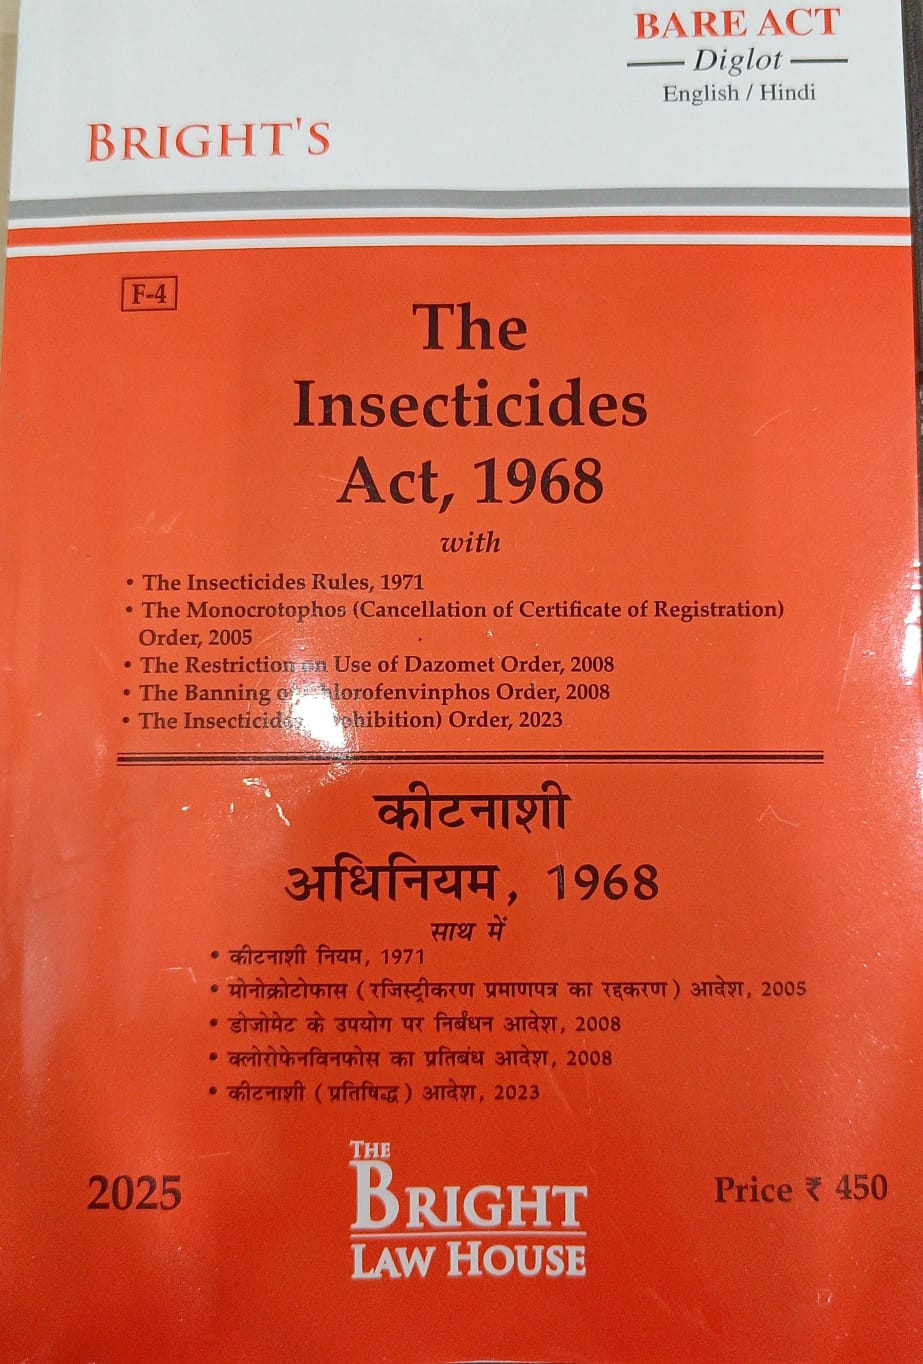 BARE ACT
Diglot
English / Hindi
BRIGHT'S
F-4
The
Insecticides
Act, 1968
with
• The Insecticides Rules, 1971
• The Monocrotophos (Cancellation of Certificate of Registration)
Order, 2005
• The Restriction on Use of Dazomet Order, 2008
• The Banning of Chlorofenvinphos Order, 2008
• The Insecticides (Prohibition) Order, 2023
कीटनाशी
अधिनियम, 1968
साथ में
• कीटनाशी नियम, 1971
• मोनोक्रोटोफास (रजिस्ट्रीकरण प्रमाणपत्र का रद्दकरण) आदेश, 2005
• डोजोमेट के उपयोग पर निर्बंधन आदेश, 2008
• क्लोरोफेनविनफोस का प्रतिबंध आदेश, 2008
• कीटनाशी (प्रतिषिद्ध) आदेश, 2023
2025
THE
BRIGHT
LAW HOUSE
Price ₹ 450